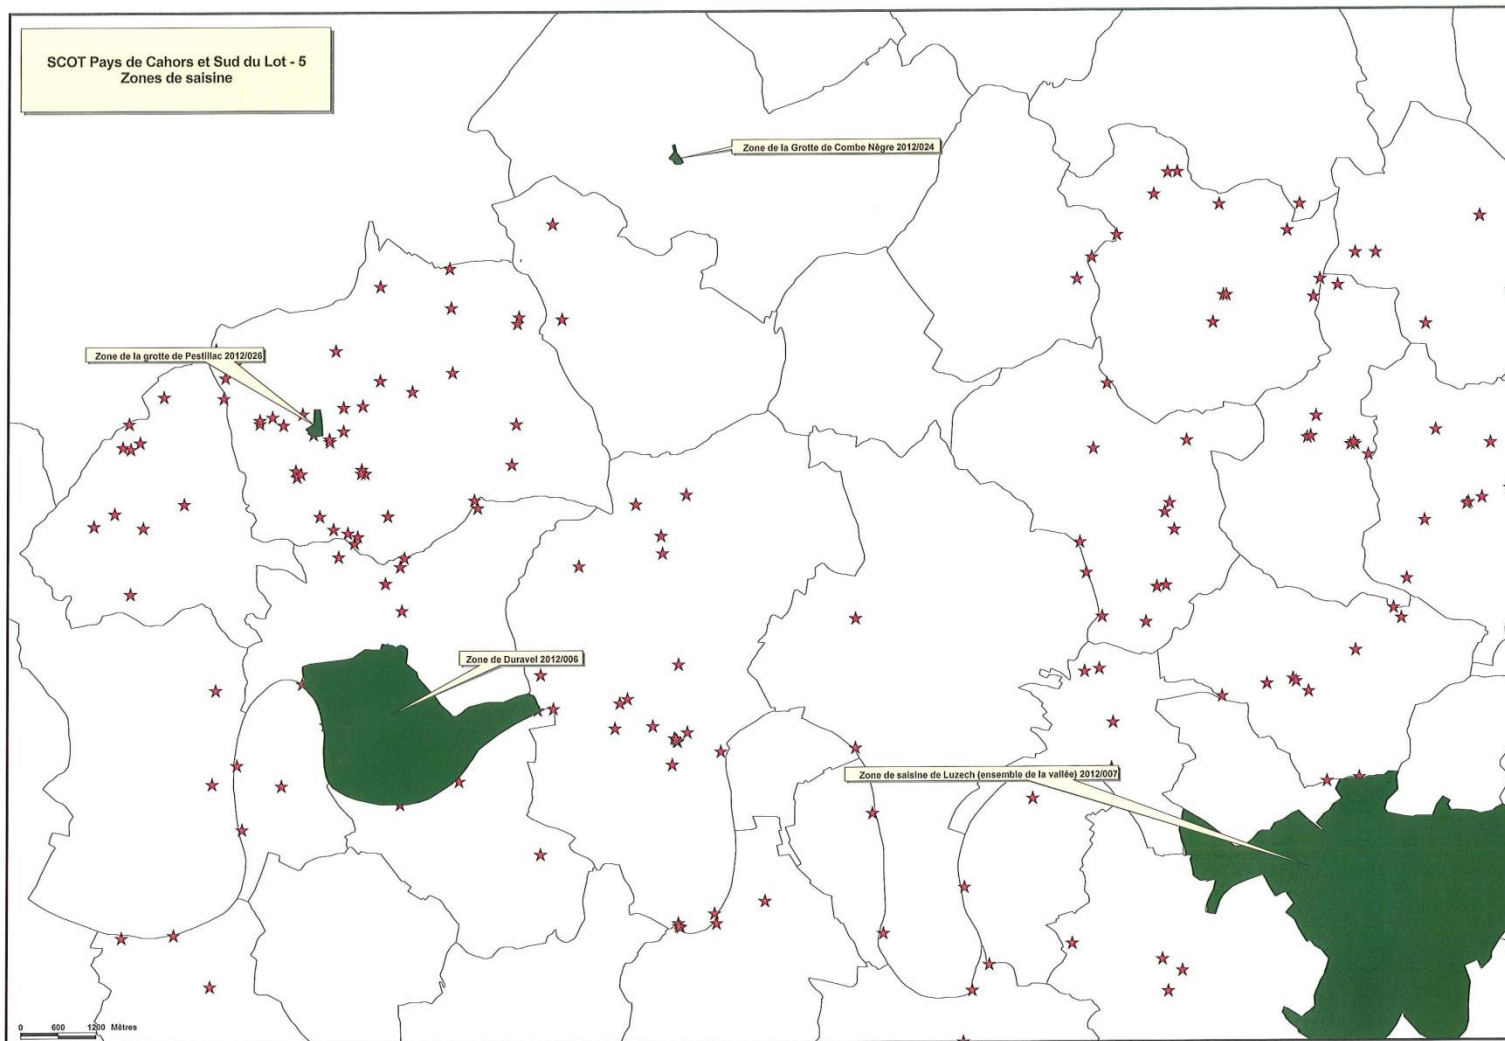 SCOT Pays de Cahors et Sud du Lot - 5
Zones de saisine
Zone de la Grotte de Combe Nègre 2012/024
Zone de la grotte de Pestillac 2012/026
Zone de Duravel 2012/006
Zone de saisine de Luzech (ensemble de la vallée) 2012/007
0 600 1200 Mètres